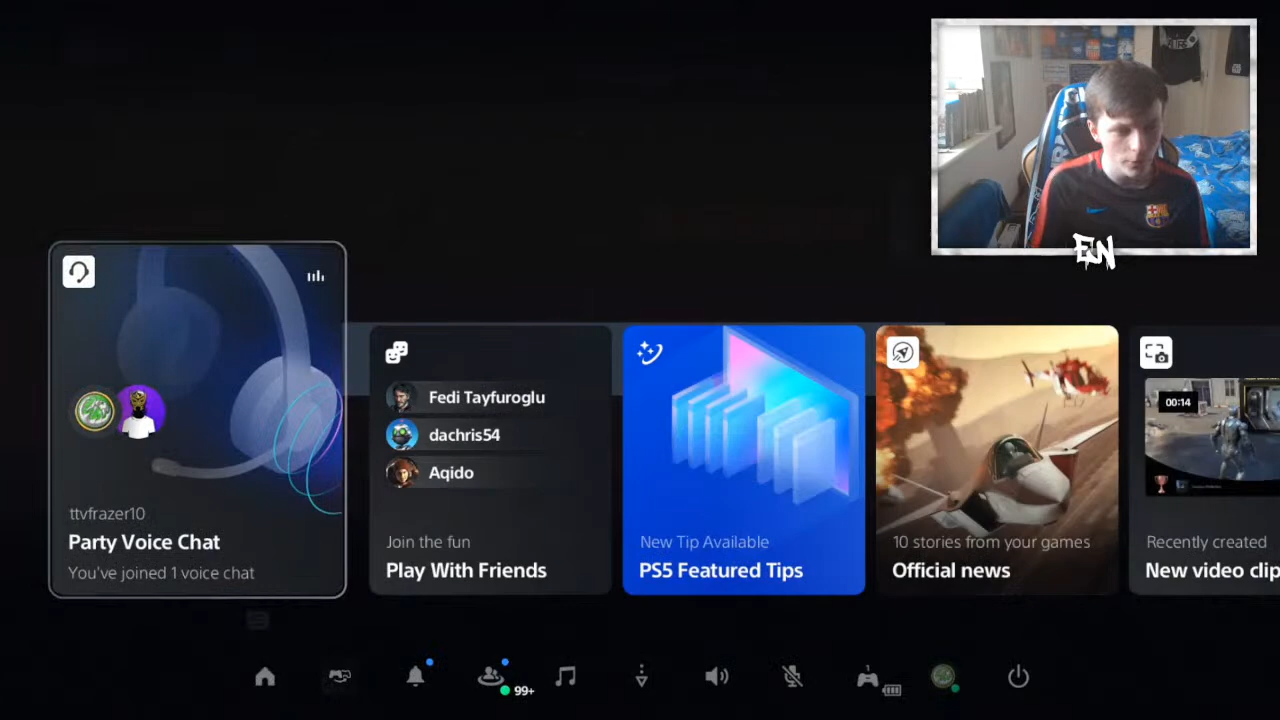 EN
ttvfrazer10
Party Voice Chat
You've joined 1 voice chat
Fedi Tayfuroglu
dachris54
Aqido
Join the fun
Play With Friends
New Tip Available
PS5 Featured Tips
10 stories from your games
Official news
00:14
Recently created
New video clip
99+
1